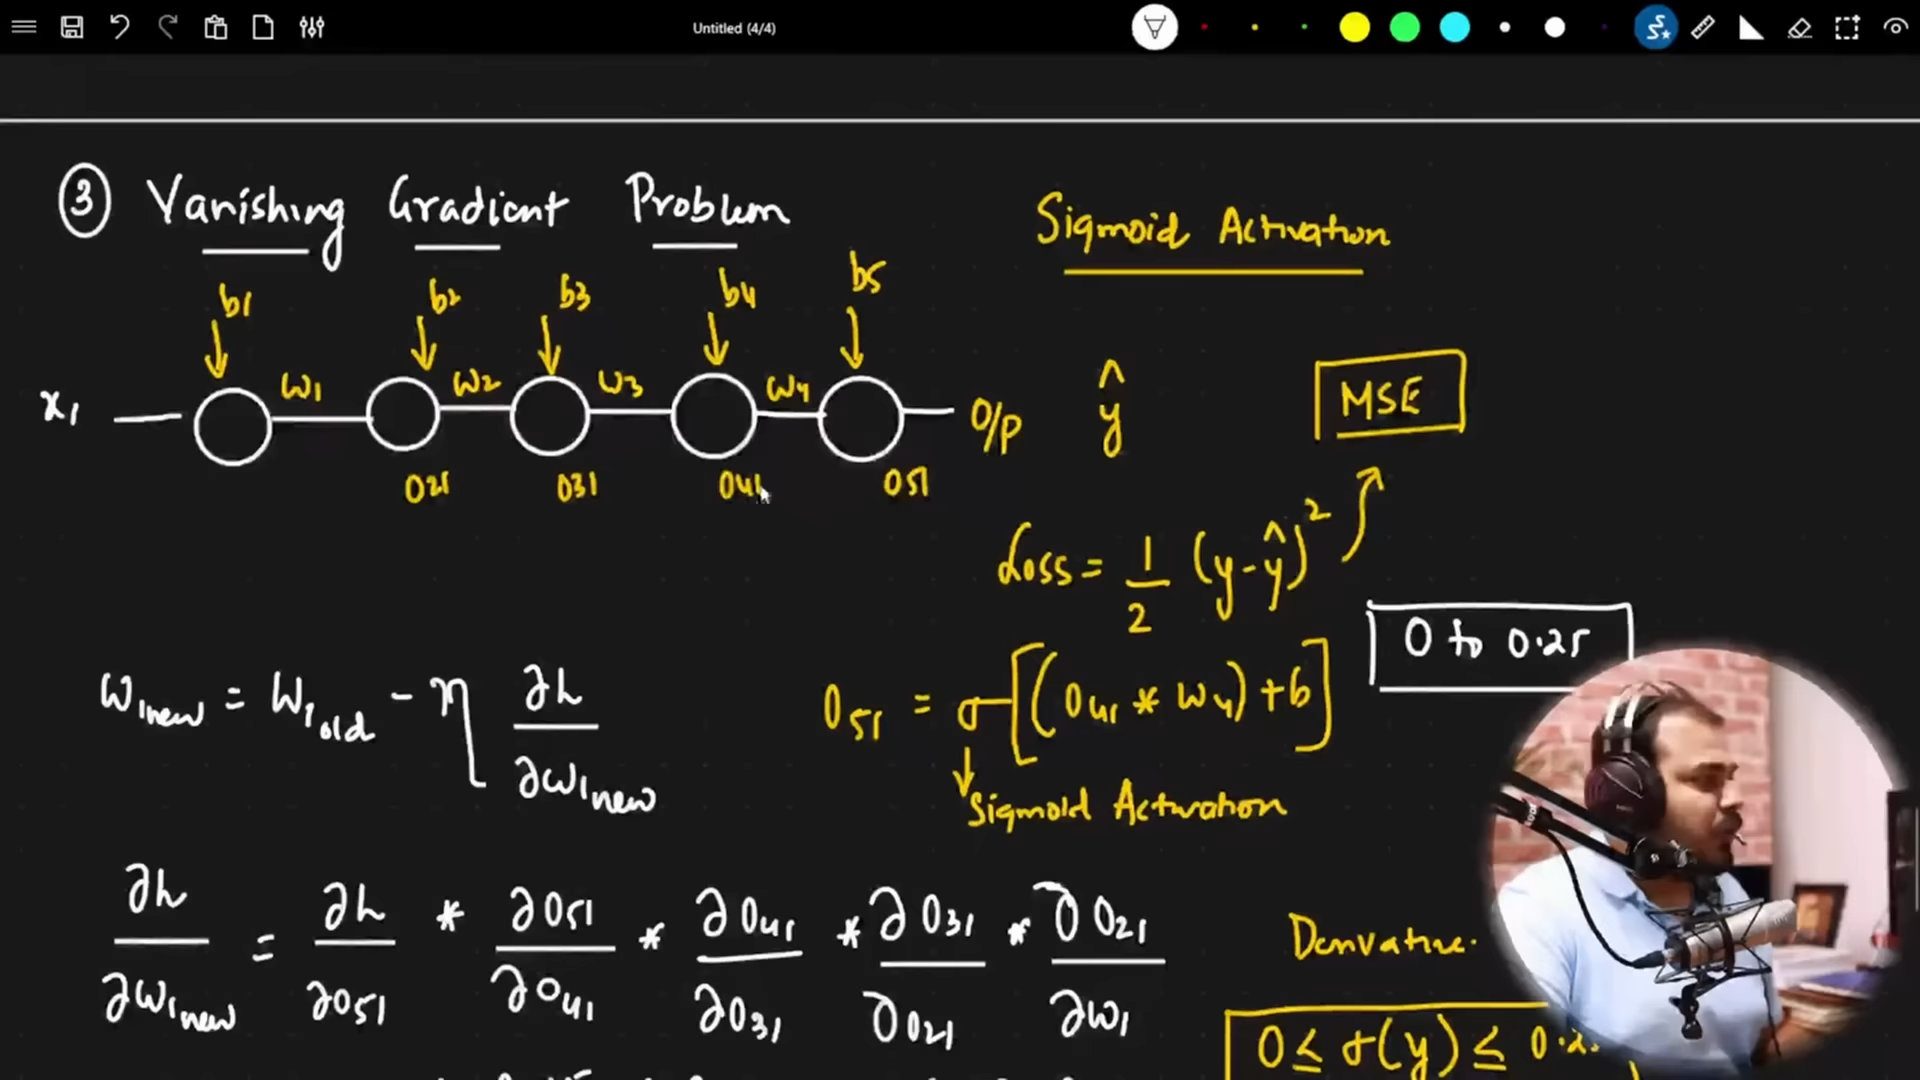 Untitled (4/4)
③ Vanishing Gradient Problem
Sigmoid Activation
b1 b2 b3 b4 b5
x1 W1 W2 W3 W4 O/P ŷ MSE
O21 O31 O41 O51
Loss = 1/2 (y-ŷ)^2
0 to 0.25
W1new = W1old - η ∂L/∂W1new
O51 = σ[(O41 * W4)+b]
Sigmoid Activation
∂L/∂W1new = ∂L/∂O51 * ∂O51/∂O41 * ∂O41/∂O31 * ∂O31/∂O21 * ∂O21/∂W1
Derivative.
0 ≤ σ(y) ≤ 0.2